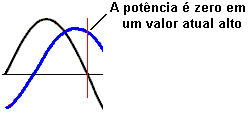 A potência é zero em
um valor atual alto